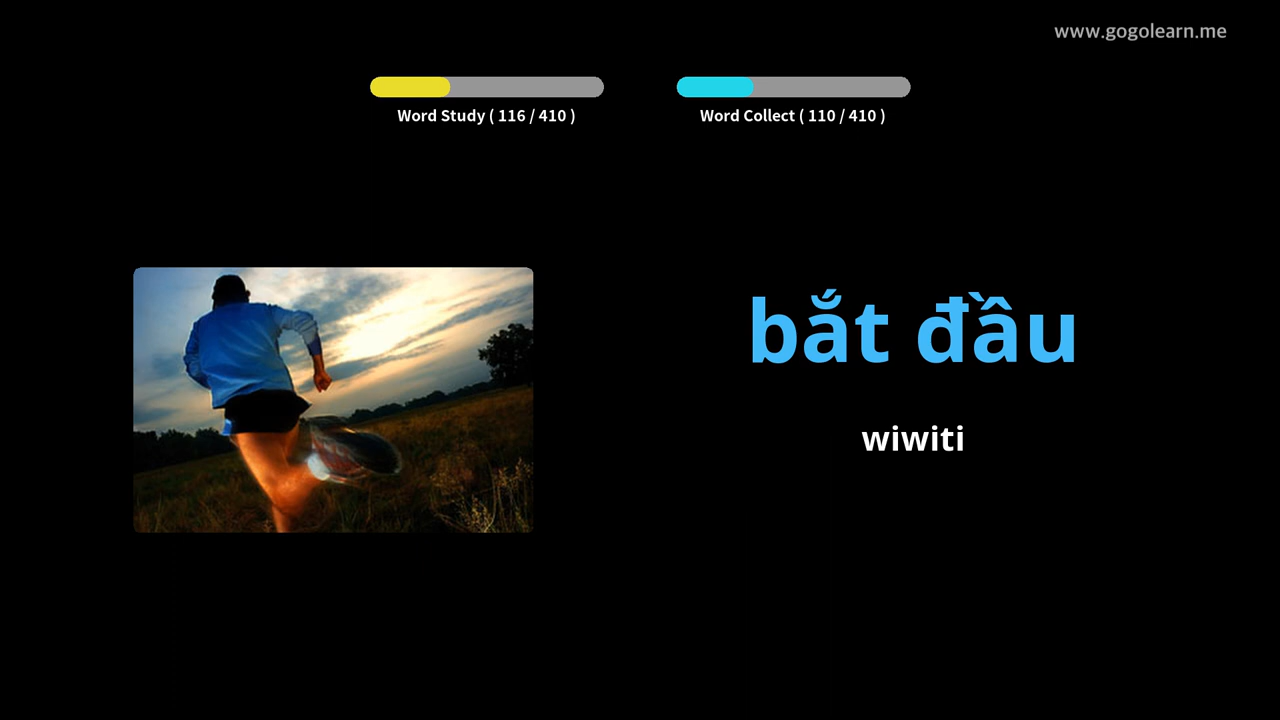 www.gogolearn.me
Word Study ( 116 / 410 )
Word Collect ( 110 / 410 )
bắt đầu
wiwiti